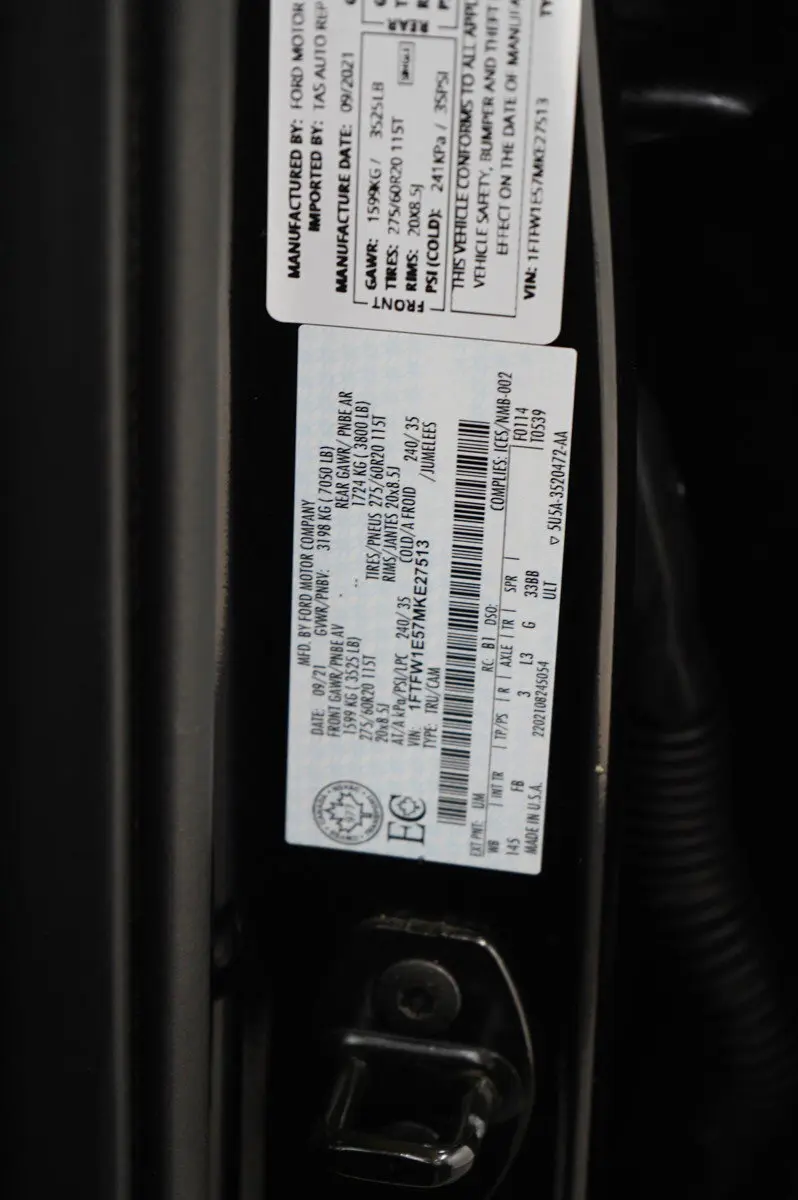 MANUFACTURED BY: FORD MOTOR
IMPORTED BY: TAS AUTO REP
MANUFACTURE DATE: 09/2021
FRONT
GAWR: 1599KG / 3525LB
TIRES: 275/60R20 115T
RIMS: 20X8.5J
PSI (COLD): 241KPa / 35PSI
REAR
THIS VEHICLE CONFORMS TO ALL APPL
VEHICLE SAFETY, BUMPER AND THEFT
EFFECT ON THE DATE OF MANUFA
VIN: 1FTFW1E57MKE27513
TY
MFD. BY FORD MOTOR COMPANY
DATE: 09/21 GVWR/PNBV: 3198 KG ( 7050 LB)
FRONT GAWR/PNBE AV REAR GAWR/ PNBE AR
1599 KG ( 3525 LB) 1724 KG ( 3800 LB)
275/60R20 115T TIRES/PNEUS 275/60R20 115T
20x8.5J RIMS/JANTES 20x8.5J
AT/A kPa/PSI/LPC 240/ 35 COLD/A FROID 240/ 35
VIN: 1FTFW1E57MKE27513 /JUMELEES
TYPE: TRU/CAM
EC
EXT PNT: UM RC: B1 DSO: COMPLIES: ICES/NMB-002
WB INT TR TP/PS R AXLE TR SPR F0114
145 FB 3 L3 G 33BB T0539
ULT
MADE IN U.S.A. 2202108245054 5U5A-3520472-AA